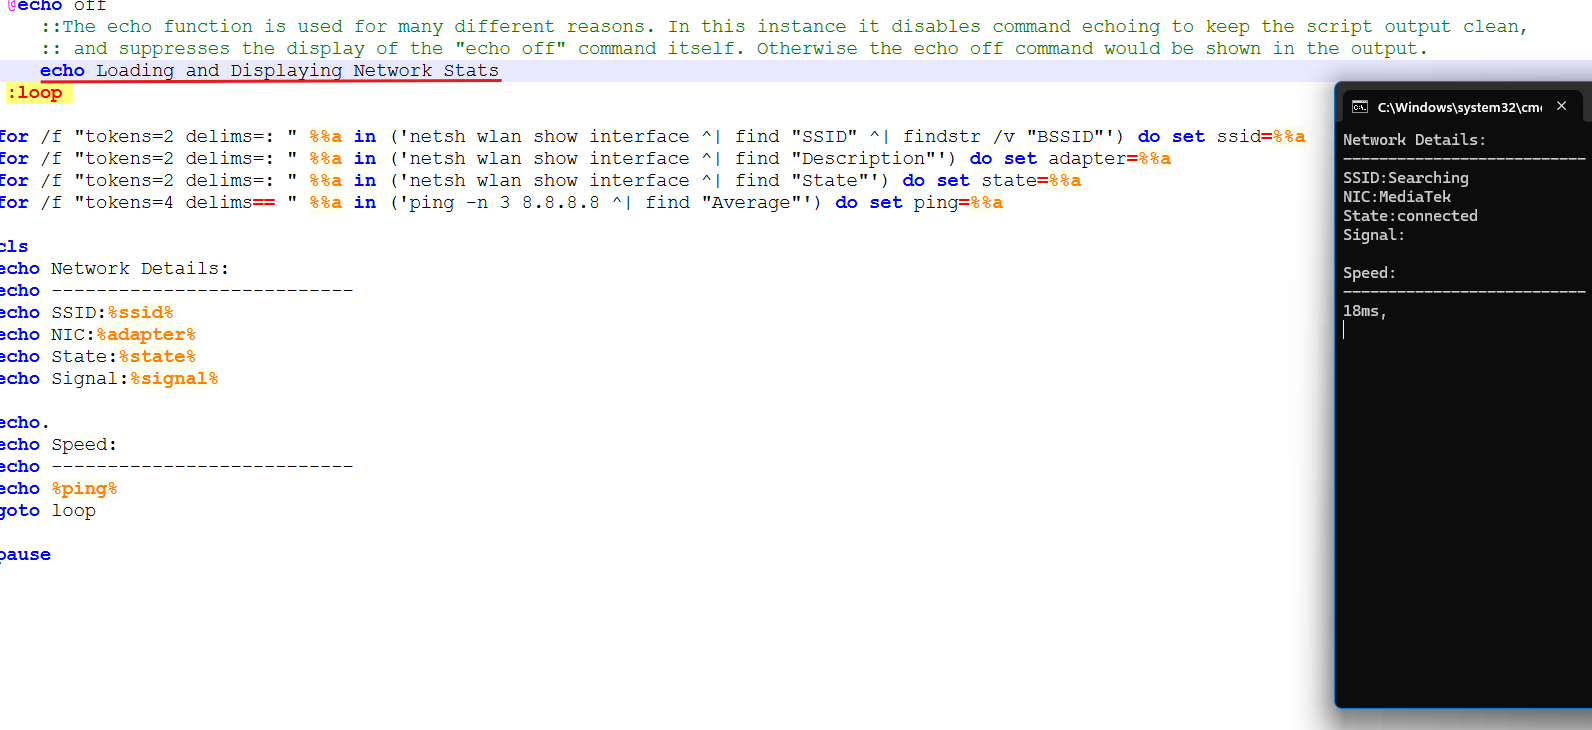 @echo off
::The echo function is used for many different reasons. In this instance it disables command echoing to keep the script output clean,
:: and suppresses the display of the "echo off" command itself. Otherwise the echo off command would be shown in the output.
echo Loading and Displaying Network Stats
:loop
for /f "tokens=2 delims=: " %%a in ('netsh wlan show interface ^| find "SSID" ^| findstr /v "BSSID"') do set ssid=%%a
for /f "tokens=2 delims=: " %%a in ('netsh wlan show interface ^| find "Description"') do set adapter=%%a
for /f "tokens=2 delims=: " %%a in ('netsh wlan show interface ^| find "State"') do set state=%%a
for /f "tokens=4 delims== " %%a in ('ping -n 3 8.8.8.8 ^| find "Average"') do set ping=%%a
cls
echo Network Details:
echo ---------------------------
echo SSID:%ssid%
echo NIC:%adapter%
echo State:%state%
echo Signal:%signal%
echo.
echo Speed:
echo ---------------------------
echo %ping%
goto loop
pause
C:\Windows\system32\cm
Network Details:
---------------------------
SSID:Searching
NIC:MediaTek
State:connected
Signal:
Speed:
---------------------------
18ms,